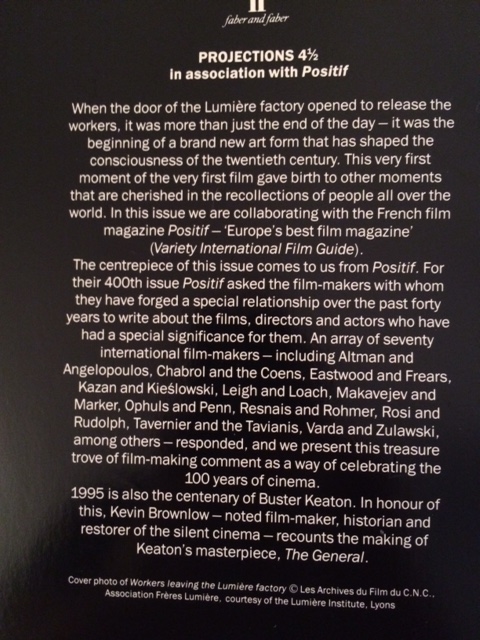 ff
faber and faber
PROJECTIONS 4½
in association with Positif
When the door of the Lumière factory opened to release the
workers, it was more than just the end of the day – it was the
beginning of a brand new art form that has shaped the
consciousness of the twentieth century. This very first
moment of the very first film gave birth to other moments
that are cherished in the recollections of people all over the
world. In this issue we are collaborating with the French film
magazine Positif – ‘Europe’s best film magazine’
(Variety International Film Guide).
The centrepiece of this issue comes to us from Positif. For
their 400th issue Positif asked the film-makers with whom
they have forged a special relationship over the past forty
years to write about the films, directors and actors who have
had a special significance for them. An array of seventy
international film-makers – including Altman and
Angelopoulos, Chabrol and the Coens, Eastwood and Frears,
Kazan and Kieślowski, Leigh and Loach, Makavejev and
Marker, Ophuls and Penn, Resnais and Rohmer, Rosi and
Rudolph, Tavernier and the Tavianis, Varda and Zulawski,
among others – responded, and we present this treasure
trove of film-making comment as a way of celebrating the
100 years of cinema.
1995 is also the centenary of Buster Keaton. In honour of
this, Kevin Brownlow – noted film-maker, historian and
restorer of the silent cinema – recounts the making of
Keaton’s masterpiece, The General.
Cover photo of Workers leaving the Lumière factory © Les Archives du Film du C.N.C.,
Association Frères Lumière, courtesy of the Lumière Institute, Lyons